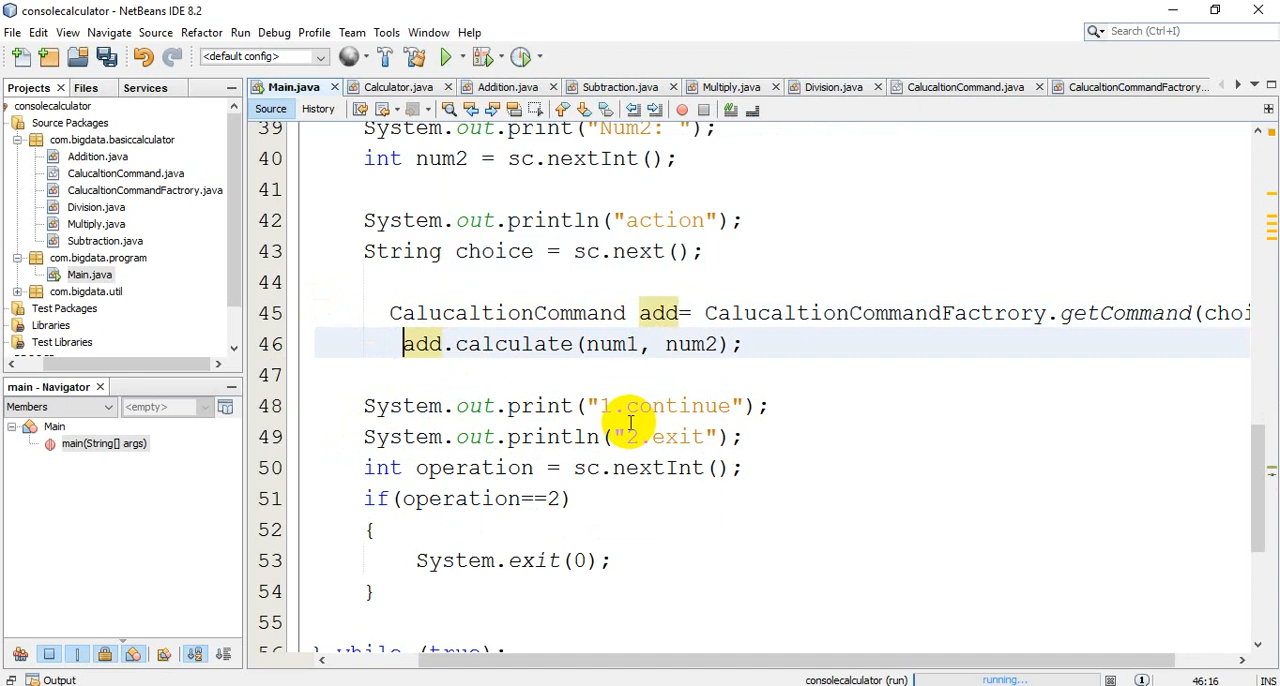 consolecalculator - NetBeans IDE 8.2
File Edit View Navigate Source Refactor Run Debug Profile Team Tools Window Help
Search (Ctrl+I)
<default config>
Projects Files Services
Main.java Calculator.java Addition.java Subtraction.java Multiply.java Division.java CalucaltionCommand.java CalucaltionCommandFactrory...
Source History
consolecalculator
Source Packages
com.bigdata.basiccalculator
Addition.java
CalucaltionCommand.java
CalucaltionCommandFactrory.java
Division.java
Multiply.java
Subtraction.java
com.bigdata.program
Main.java
com.bigdata.util
Test Packages
Libraries
Test Libraries
main - Navigator
Members <empty>
Main
main(String[] args)
39 System.out.print("Num2: ");
40 int num2 = sc.nextInt();
41
42 System.out.println("action");
43 String choice = sc.next();
44
45 CalucaltionCommand add= CalucaltionCommandFactrory.getCommand(choi
46 add.calculate(num1, num2);
47
48 System.out.print("1.continue");
49 System.out.println("2.exit");
50 int operation = sc.nextInt();
51 if(operation==2)
52 {
53 System.exit(0);
54 }
55
56 } while (true);
Output
consolecalculator (run) running... 1 46:16 INS